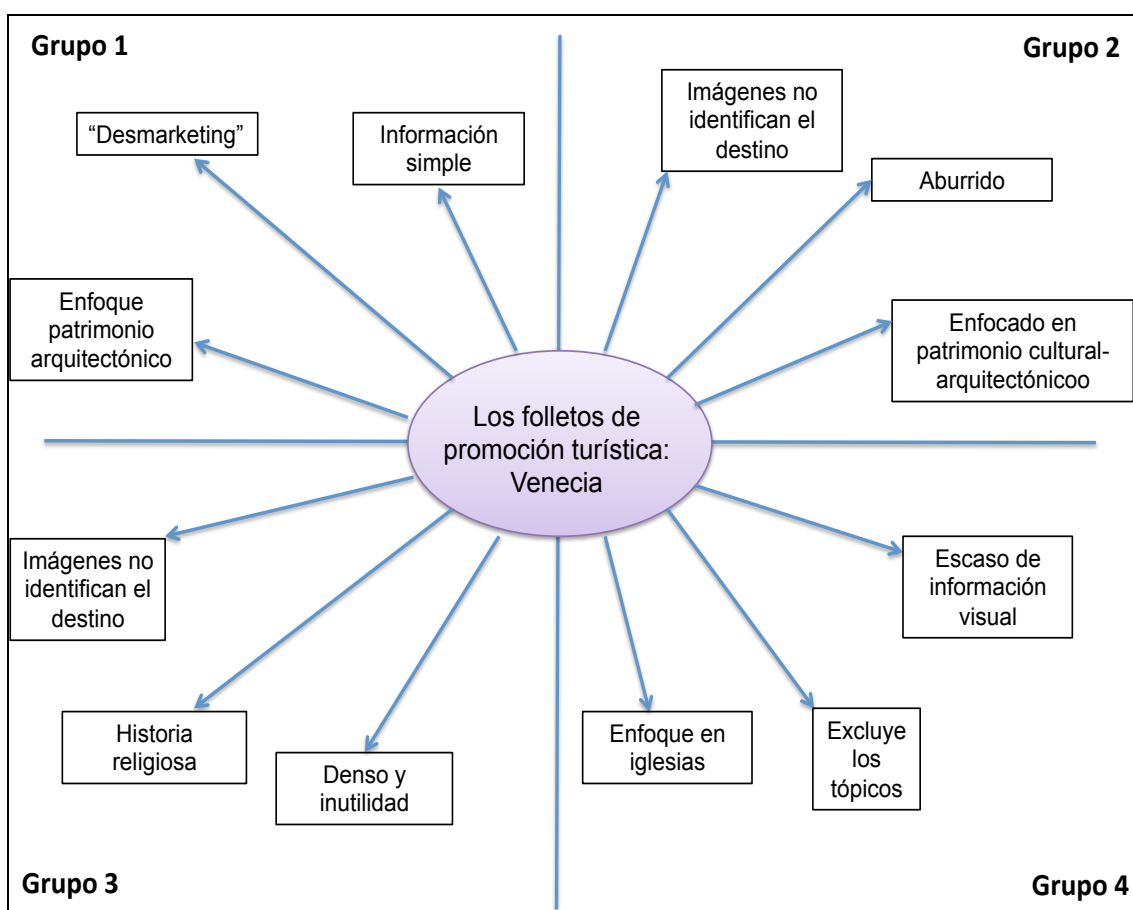 Grupo 1
Grupo 2
“Desmarketing”
Información
simple
Imágenes no
identifican el
destino
Aburrido
Enfoque
patrimonio
arquitectónico
Enfocado en
patrimonio cultural-
arquitectónicoo
Los folletos de
promoción turística:
Venecia
Imágenes no
identifican el
destino
Escaso de
información
visual
Historia
religiosa
Denso y
inutilidad
Enfoque en
iglesias
Excluye
los
tópicos
Grupo 3
Grupo 4